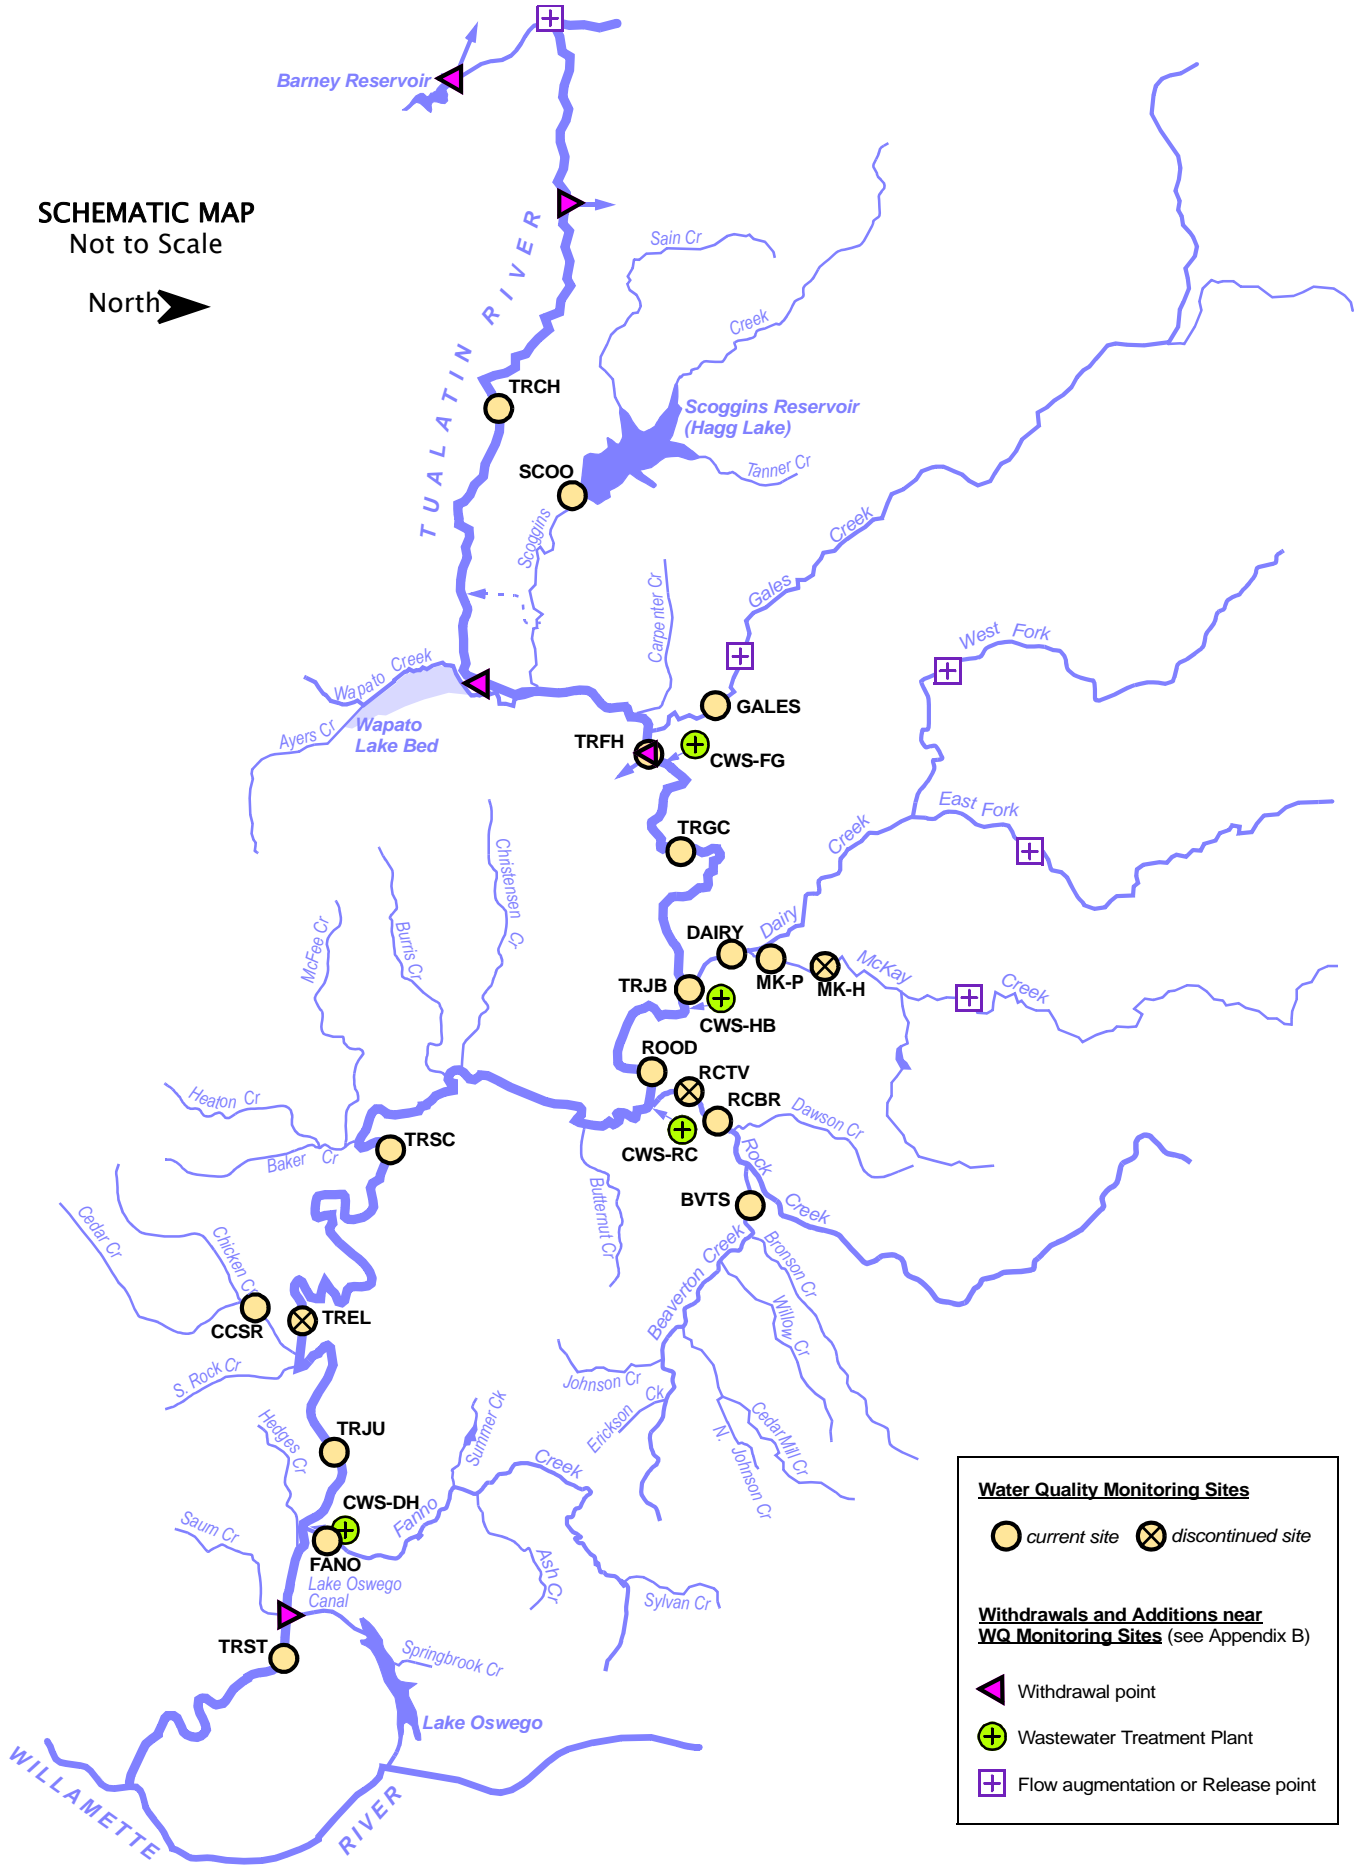 Barney Reservoir
SCHEMATIC MAP
Not to Scale
North
TUALATIN RIVER
Sain Cr
Creek
TRCH
Scoggins Reservoir
(Hagg Lake)
Tanner Cr
SCOO
Scoggins
Gales Creek
Carpenter Cr
West Fork
Wapato Creek
Ayers Cr
Wapato
Lake Bed
GALES
TRFH
CWS-FG
East Fork
TRGC
Creek
Dairy
Christensen Cr
Burris Cr
McFee Cr
DAIRY
MK-P
MK-H
McKay Creek
TRJB
CWS-HB
ROOD
RCTV
RCBR
Dawson Cr
Heaton Cr
TRSC
Baker Cr
CWS-RC
Rock Creek
Butternut Cr
BVTS
Beaverton Creek
Bronson Cr
Willow Cr
Cedar Cr
Chicken Cr
CCSR
TREL
S. Rock Cr
Johnson Cr
Erickson Ck
Cedar Mill Cr
N. Johnson Cr
Hedges Cr
TRJU
Summer Ck
Fanno Creek
CWS-DH
Saum Cr
FANO
Ash Cr
Sylvan Cr
Lake Oswego
Canal
TRST
Springbrook Cr
Lake Oswego
WILLAMETTE RIVER
Water Quality Monitoring Sites
current site
discontinued site
Withdrawals and Additions near
WQ Monitoring Sites (see Appendix B)
Withdrawal point
Wastewater Treatment Plant
Flow augmentation or Release point